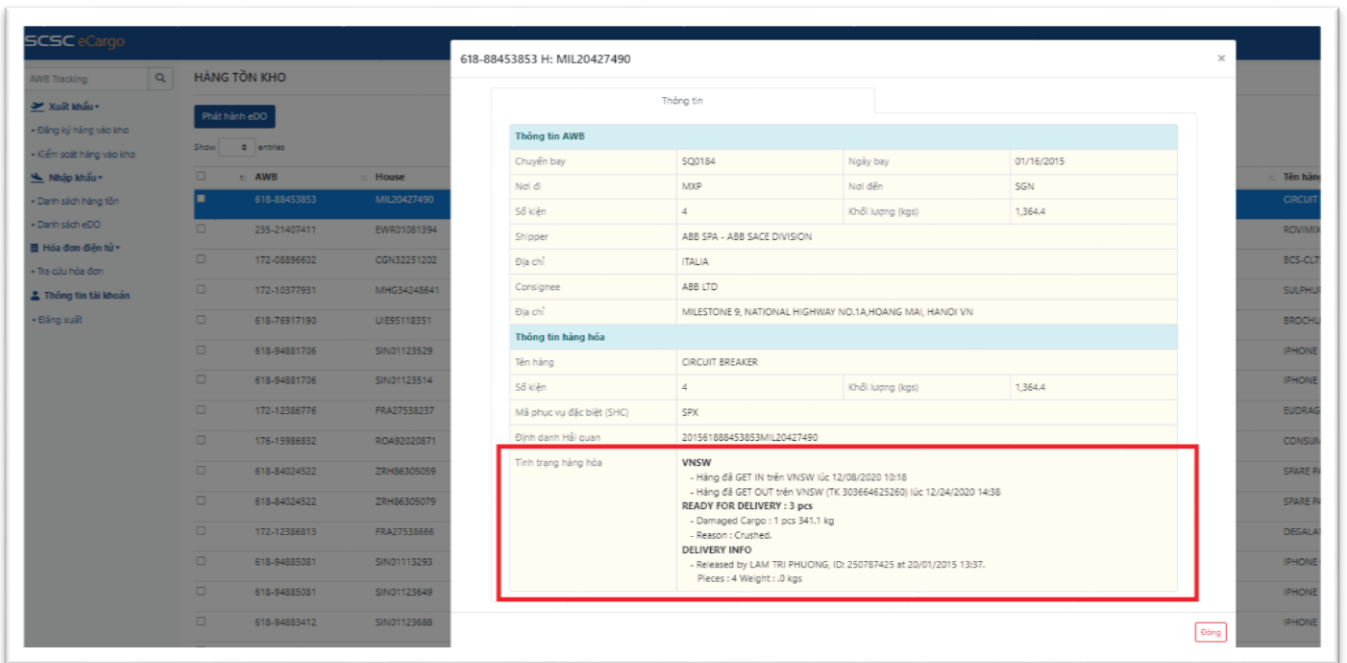 SCSC eCargo
618-88453853 H: MIL20427490
×
AWB Tracking
HÀNG TỒN KHO
Thông tin
Xuất khẩu
Phát hành eDO
• Đăng ký hàng vào kho
Thông tin AWB
Show entries
• Kiểm soát hàng vào kho
Chuyến bay SQ0184 Ngày bay 01/16/2015
Nhập khẩu
AWB House Tên hàng
• Danh sách hàng tồn
Nơi đi MXP Nơi đến SGN
618-88453853 MIL20427490 CIRCUIT
Số kiện 4 Khối lượng (kgs) 1,364.4
• Danh sách eDO
235-21407411 EWR01081394 ROVIMIX
Shipper ABB SPA - ABB SACE DIVISION
Hóa đơn điện tử
172-08896602 CGN32251202 BCS-CL7
Địa chỉ ITALIA
• Tra cứu hóa đơn
172-10377931 MHG34248641 SULPHUR
Consignee ABB LTD
Thông tin tài khoản
Địa chỉ MILESTONE 9, NATIONAL HIGHWAY NO.1A,HOANG MAI, HANOI VN
• Đăng xuất
618-76917190 UIE95118351 BROCHU
Thông tin hàng hóa
618-94881706 SIN01123529 IPHONE
Tên hàng CIRCUIT BREAKER
618-94881706 SIN01123514 IPHONE
Số kiện 4 Khối lượng (kgs) 1,364.4
172-12386776 FRA27538237 EUDRAG
Mã phục vụ đặc biệt (SHC) SPX
176-15986832 ROA92020871 CONSUM
Định danh Hải quan 201561888453853MIL20427490
Tình trạng hàng hóa VNSW
618-84024522 ZRH86305059 SPARE PA
- Hàng đã GET IN trên VNSW lúc 12/08/2020 10:18
- Hàng đã GET OUT trên VNSW (TK 303664625260) lúc 12/24/2020 14:38
618-84024522 ZRH86305079 SPARE PA
READY FOR DELIVERY : 3 pcs
- Damaged Cargo : 1 pcs 341.1 kg
172-12386813 FRA27538666 DEGALA
- Reason : Crushed.
DELIVERY INFO
618-94885081 SIN01113293 IPHONE
- Released by LAM TRI PHUONG, ID: 250787425 at 20/01/2015 13:37.
Pieces : 4 Weight : .0 kgs
618-94885081 SIN01123649 IPHONE
618-94883412 SIN01123688 IPHONE
Đóng